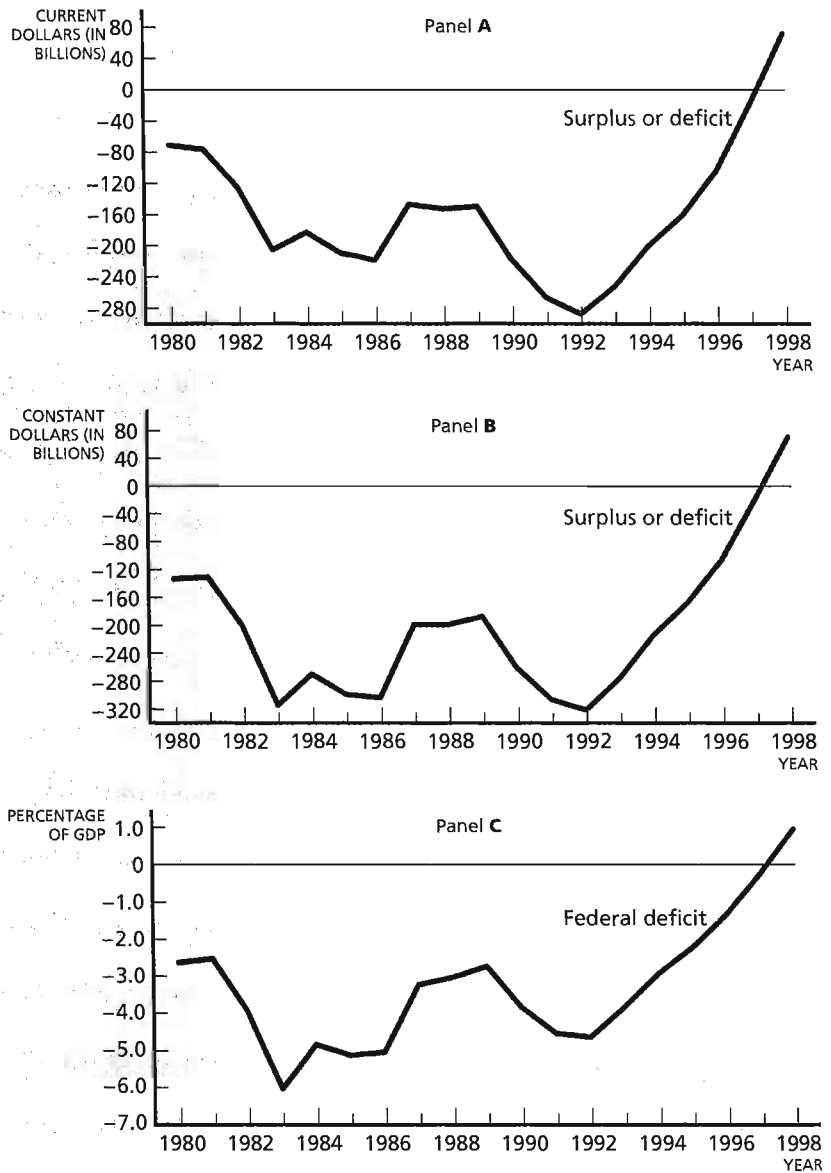 CURRENT
DOLLARS (IN
BILLIONS)
Panel A
80
40
0
−40
−80
−120
−160
−200
−240
−280
Surplus or deficit
1980 1982 1984 1986 1988 1990 1992 1994 1996 1998
YEAR
CONSTANT
DOLLARS (IN
BILLIONS)
Panel B
80
40
0
−40
−80
−120
−160
−200
−240
−280
−320
Surplus or deficit
1980 1982 1984 1986 1988 1990 1992 1994 1996 1998
YEAR
PERCENTAGE
OF GDP
Panel C
1.0
0
−1.0
−2.0
−3.0
−4.0
−5.0
−6.0
−7.0
Federal deficit
1980 1982 1984 1986 1988 1990 1992 1994 1996 1998
YEAR